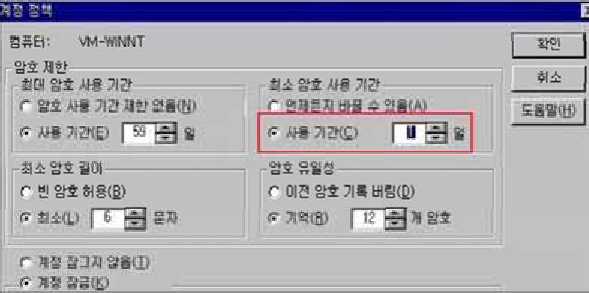 계정 정책
컴퓨터: VM-WINNT
확인
취소
도움말(H)
암호 제한
최대 암호 사용 기간
암호 사용 기간 제한 없음(N)
사용 기간(E) 59 일
최소 암호 사용 기간
언제든지 바꿀 수 있음(A)
사용 기간(C) 1 일
최소 암호 길이
빈 암호 허용(B)
최소(L) 6 문자
암호 유일성
이전 암호 기록 버림(D)
기억(R) 12 개 암호
계정 잠그지 않음(T)
계정 잠금(K)